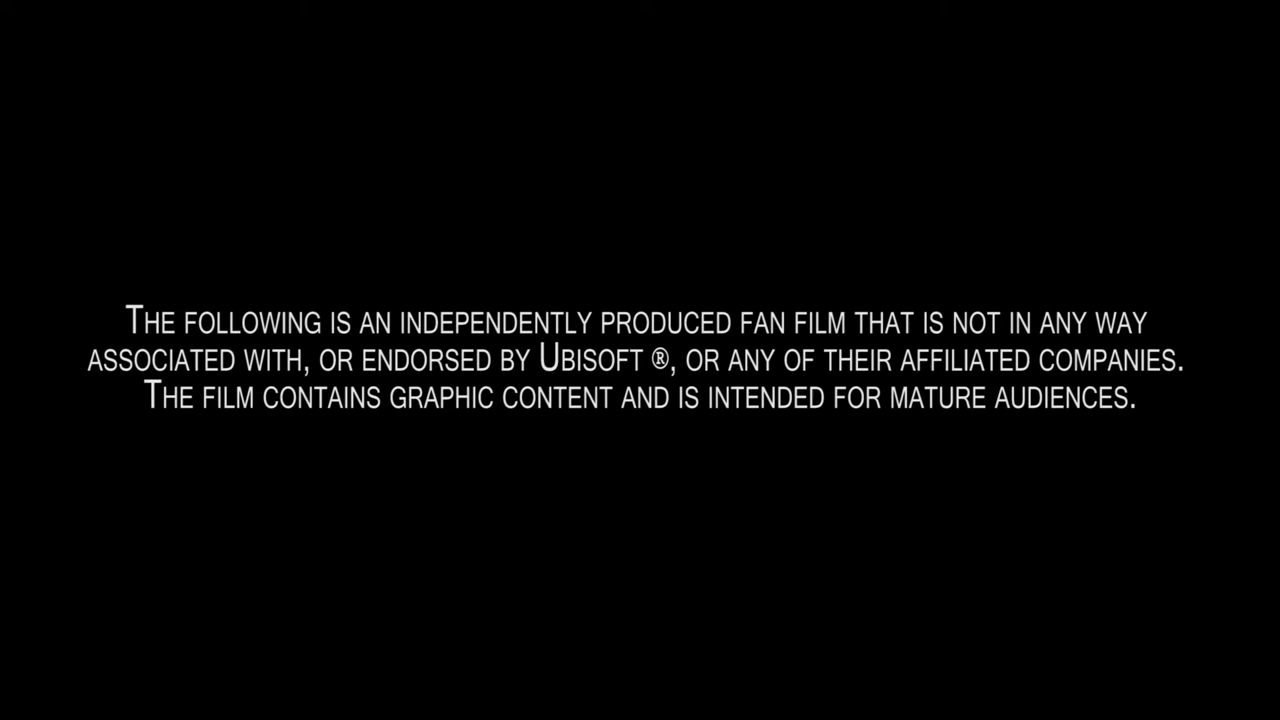 THE FOLLOWING IS AN INDEPENDENTLY PRODUCED FAN FILM THAT IS NOT IN ANY WAY
ASSOCIATED WITH, OR ENDORSED BY UBISOFT ®, OR ANY OF THEIR AFFILIATED COMPANIES.
THE FILM CONTAINS GRAPHIC CONTENT AND IS INTENDED FOR MATURE AUDIENCES.